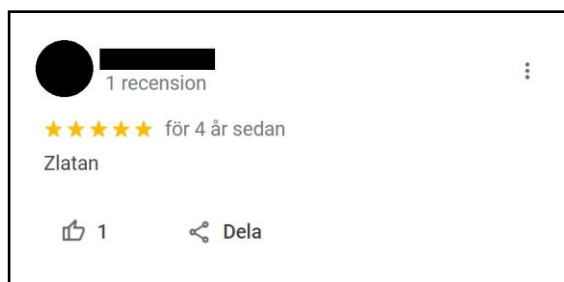 1 recension
för 4 år sedan
Zlatan
1 Dela